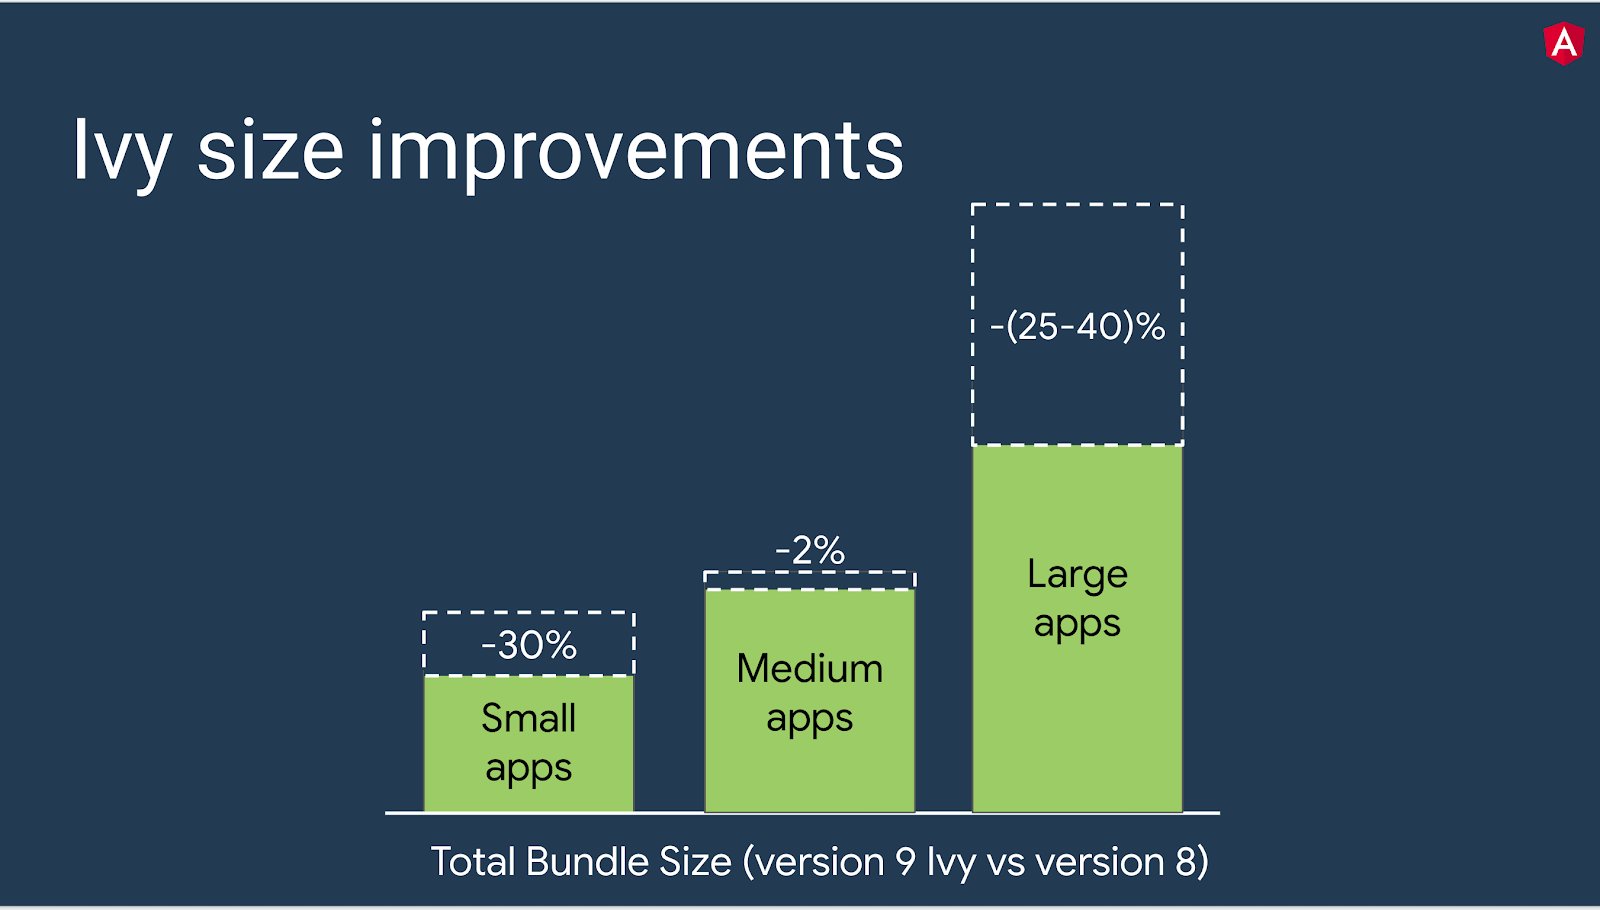 A
Ivy size improvements
-(25-40)%
-2%
-30%
Large
apps
Medium
apps
Small
apps
Total Bundle Size (version 9 Ivy vs version 8)